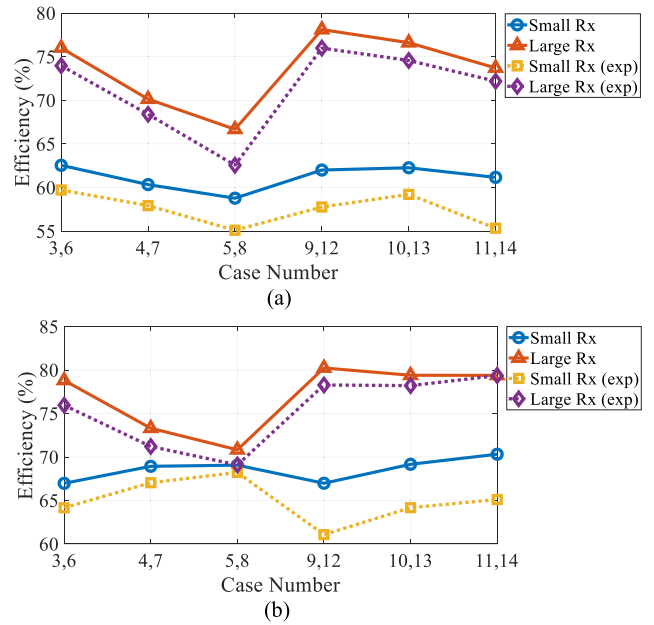 80
75
70
65
60
55
Efficiency (%)
3,6 4,7 5,8 9,12 10,13 11,14
Case Number
Small Rx
Large Rx
Small Rx (exp)
Large Rx (exp)
(a)
85
80
75
70
65
60
Efficiency (%)
3,6 4,7 5,8 9,12 10,13 11,14
Case Number
Small Rx
Large Rx
Small Rx (exp)
Large Rx (exp)
(b)